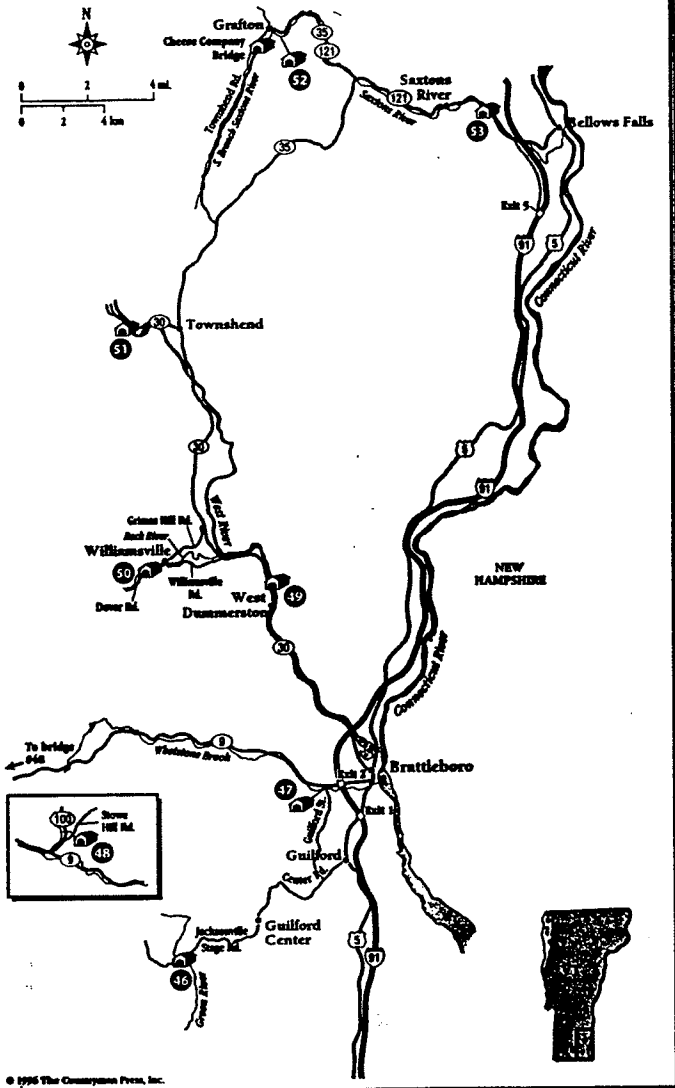 N
0 2 4 mi.
0 2 4 km
Grafton
Cheese Company
Bridge
35
121
52
Townshend Rd.
S. Branch Saxtons River
Saxtons
River
121
Saxtons River
53
Bellows Falls
35
Exit 5
91
5
Connecticut River
30
Townshend
51
30
5
91
West River
Grimes Hill Rd.
Rock River
Williamsville
50
Williamsville
Rd.
Dover Rd.
West
Dummerston
49
NEW
HAMPSHIRE
30
Connecticut River
To bridge
#48
9
Whetstone Brook
Exit 2
Brattleboro
47
Guilford St.
Exit 1
100
Stowe
Hill Rd.
48
9
Guilford
Center Rd.
Guilford
Center
Jacksonville
Stage Rd.
46
Green River
5
91
© 1996 The Countryman Press, Inc.